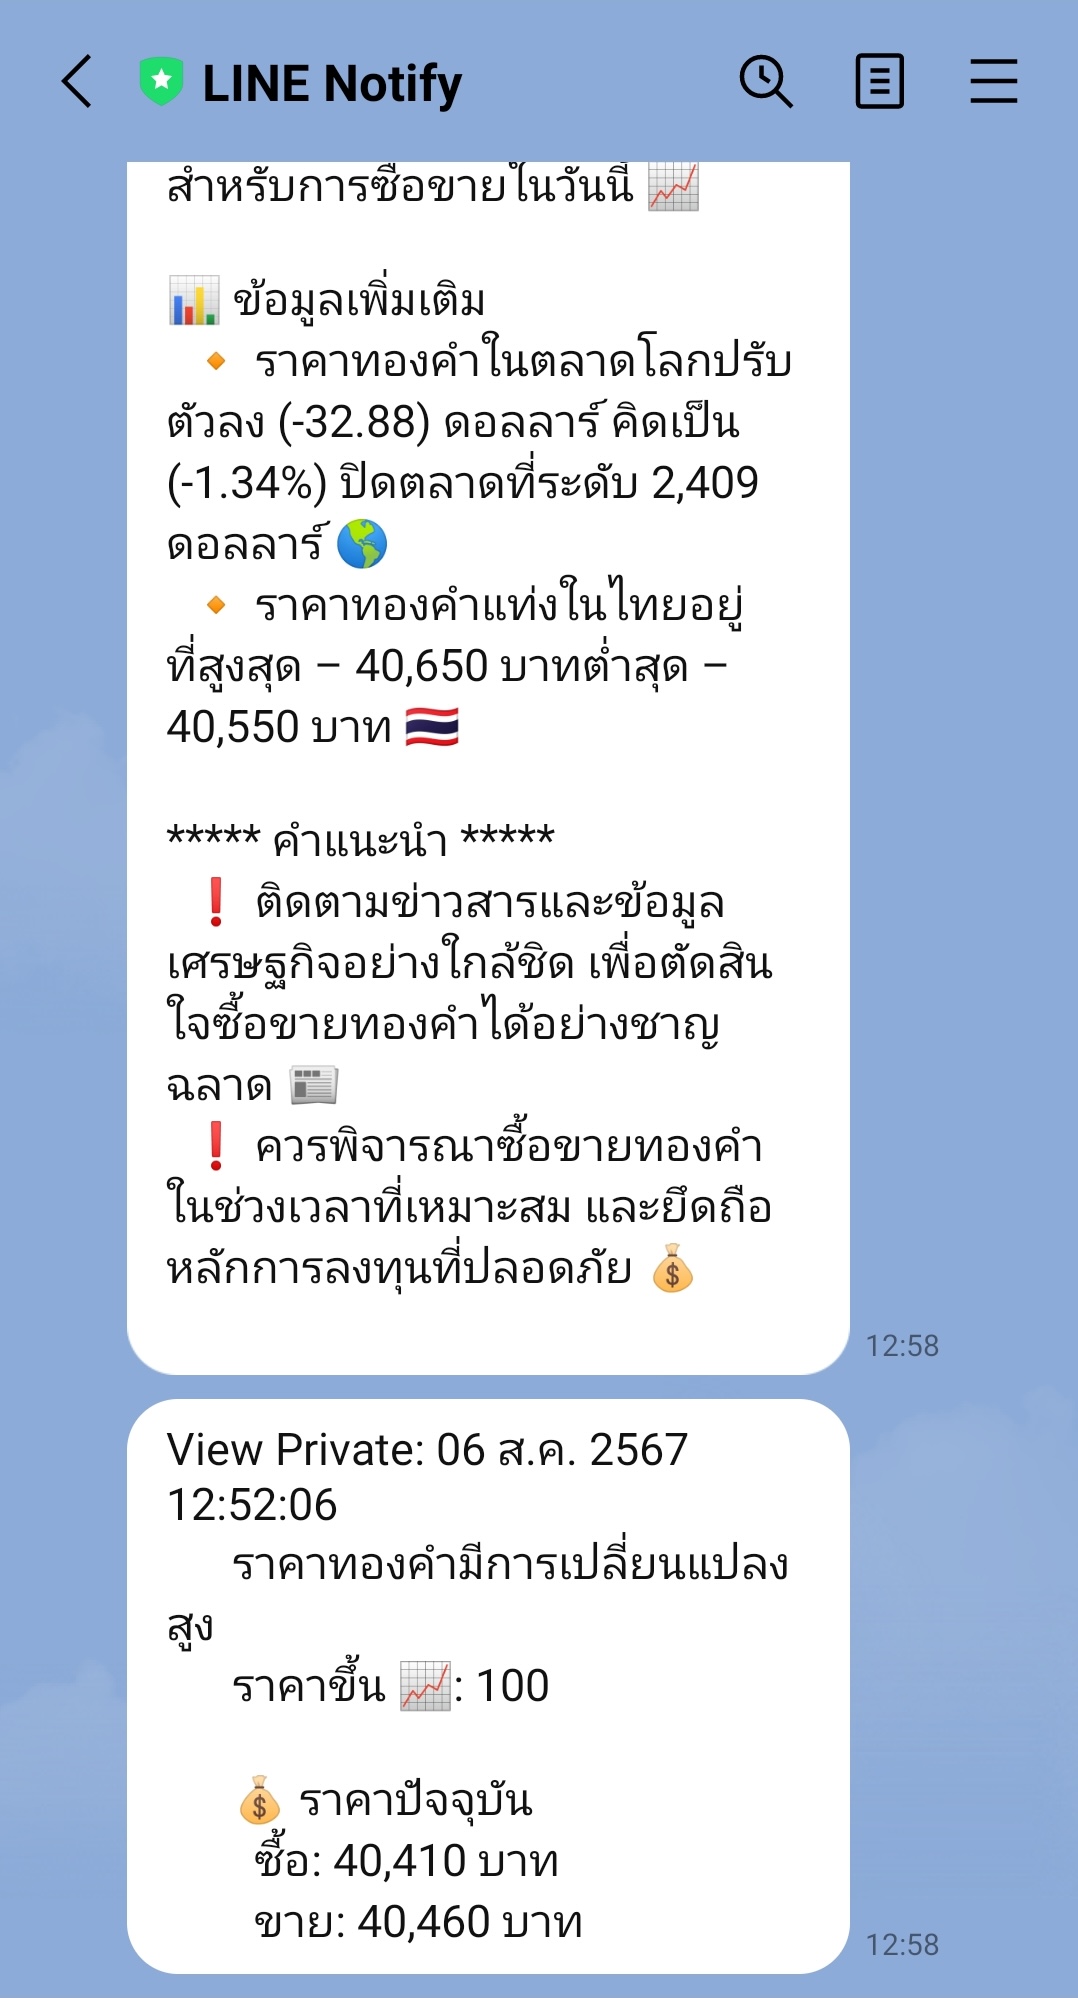 LINE Notify
สำหรับการซื้อขายในวันนี้ 📈
📊 ข้อมูลเพิ่มเติม
🔸 ราคาทองคำในตลาดโลกปรับ
ตัวลง (-32.88) ดอลลาร์ คิดเป็น
(-1.34%) ปิดตลาดที่ระดับ 2,409
ดอลลาร์ 🌎
🔸 ราคาทองคำแท่งในไทยอยู่
ที่สูงสุด – 40,650 บาทต่ำสุด –
40,550 บาท 🇹🇭
***** คำแนะนำ *****
❗ ติดตามข่าวสารและข้อมูล
เศรษฐกิจอย่างใกล้ชิด เพื่อตัดสิน
ใจซื้อขายทองคำได้อย่างชาญ
ฉลาด 📰
❗ ควรพิจารณาซื้อขายทองคำ
ในช่วงเวลาที่เหมาะสม และยึดถือ
หลักการลงทุนที่ปลอดภัย 💰
12:58
View Private: 06 ส.ค. 2567
12:52:06
ราคาทองคำมีการเปลี่ยนแปลง
สูง
ราคาขึ้น 📈: 100
💰 ราคาปัจจุบัน
ซื้อ: 40,410 บาท
ขาย: 40,460 บาท
12:58